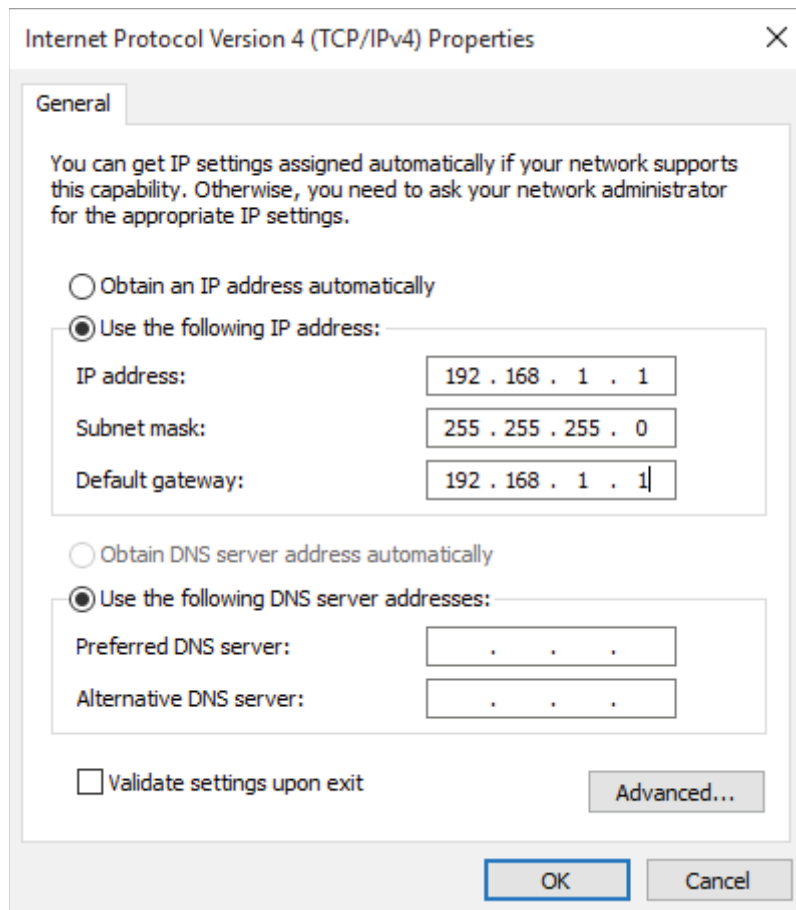 Internet Protocol Version 4 (TCP/IPv4) Properties
General
You can get IP settings assigned automatically if your network supports
this capability. Otherwise, you need to ask your network administrator
for the appropriate IP settings.
Obtain an IP address automatically
Use the following IP address:
IP address: 192 . 168 . 1 . 1
Subnet mask: 255 . 255 . 255 . 0
Default gateway: 192 . 168 . 1 . 1
Obtain DNS server address automatically
Use the following DNS server addresses:
Preferred DNS server: . . .
Alternative DNS server: . . .
Validate settings upon exit
Advanced...
OK Cancel